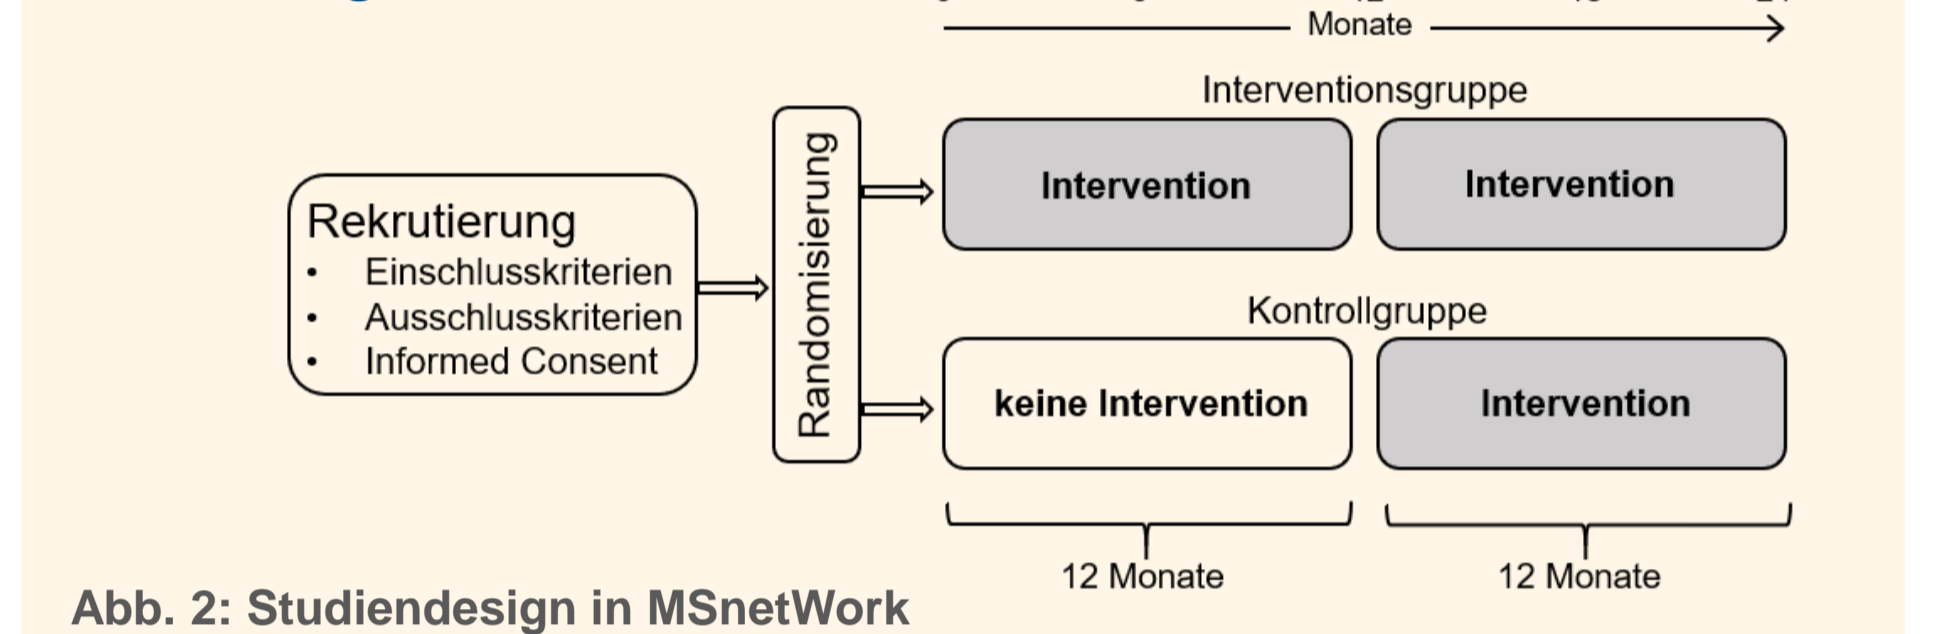 Monate
Interventionsgruppe
Intervention
Intervention
Randomisierung
Rekrutierung
• Einschlusskriterien
• Ausschlusskriterien
• Informed Consent
Kontrollgruppe
keine Intervention
Intervention
12 Monate
12 Monate
Abb. 2: Studiendesign in MSnetWork